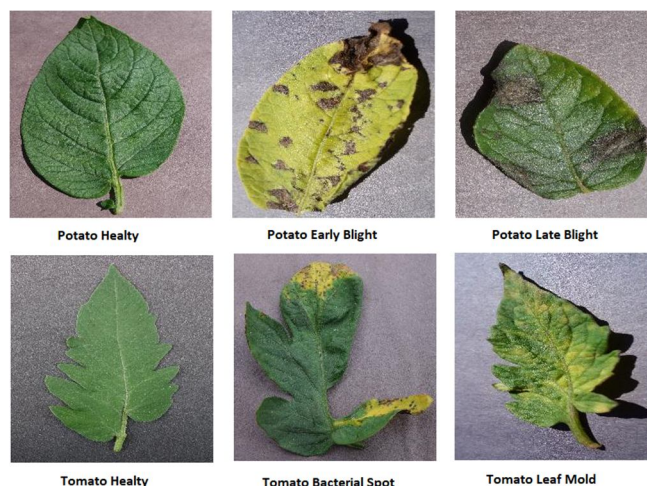 Potato Healty
Potato Early Blight
Potato Late Blight
Tomato Healty
Tomato Bacterial Spot
Tomato Leaf Mold